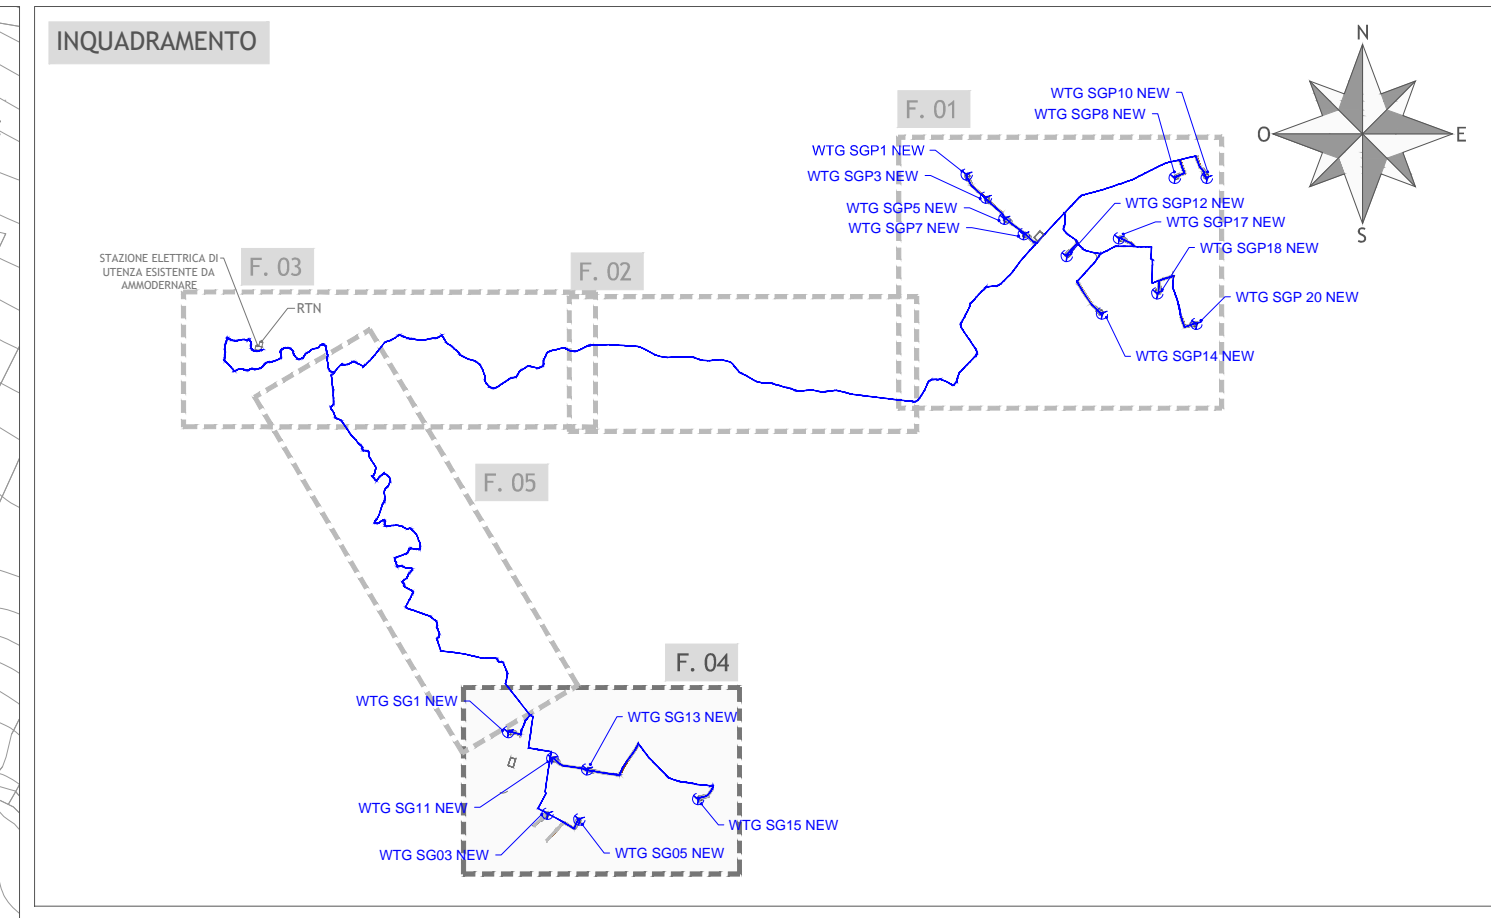 INQUADRAMENTO
N
O
E
S
F. 01
WTG SGP10 NEW
WTG SGP8 NEW
WTG SGP1 NEW
WTG SGP3 NEW
WTG SGP5 NEW
WTG SGP7 NEW
WTG SGP12 NEW
WTG SGP17 NEW
WTG SGP18 NEW
WTG SGP 20 NEW
WTG SGP14 NEW
STAZIONE ELETTRICA DI
UTENZA ESISTENTE DA
AMMODERNARE
F. 03
F. 02
RTN
F. 05
F. 04
WTG SG1 NEW
WTG SG13 NEW
WTG SG11 NEW
WTG SG15 NEW
WTG SG03 NEW
WTG SG05 NEW